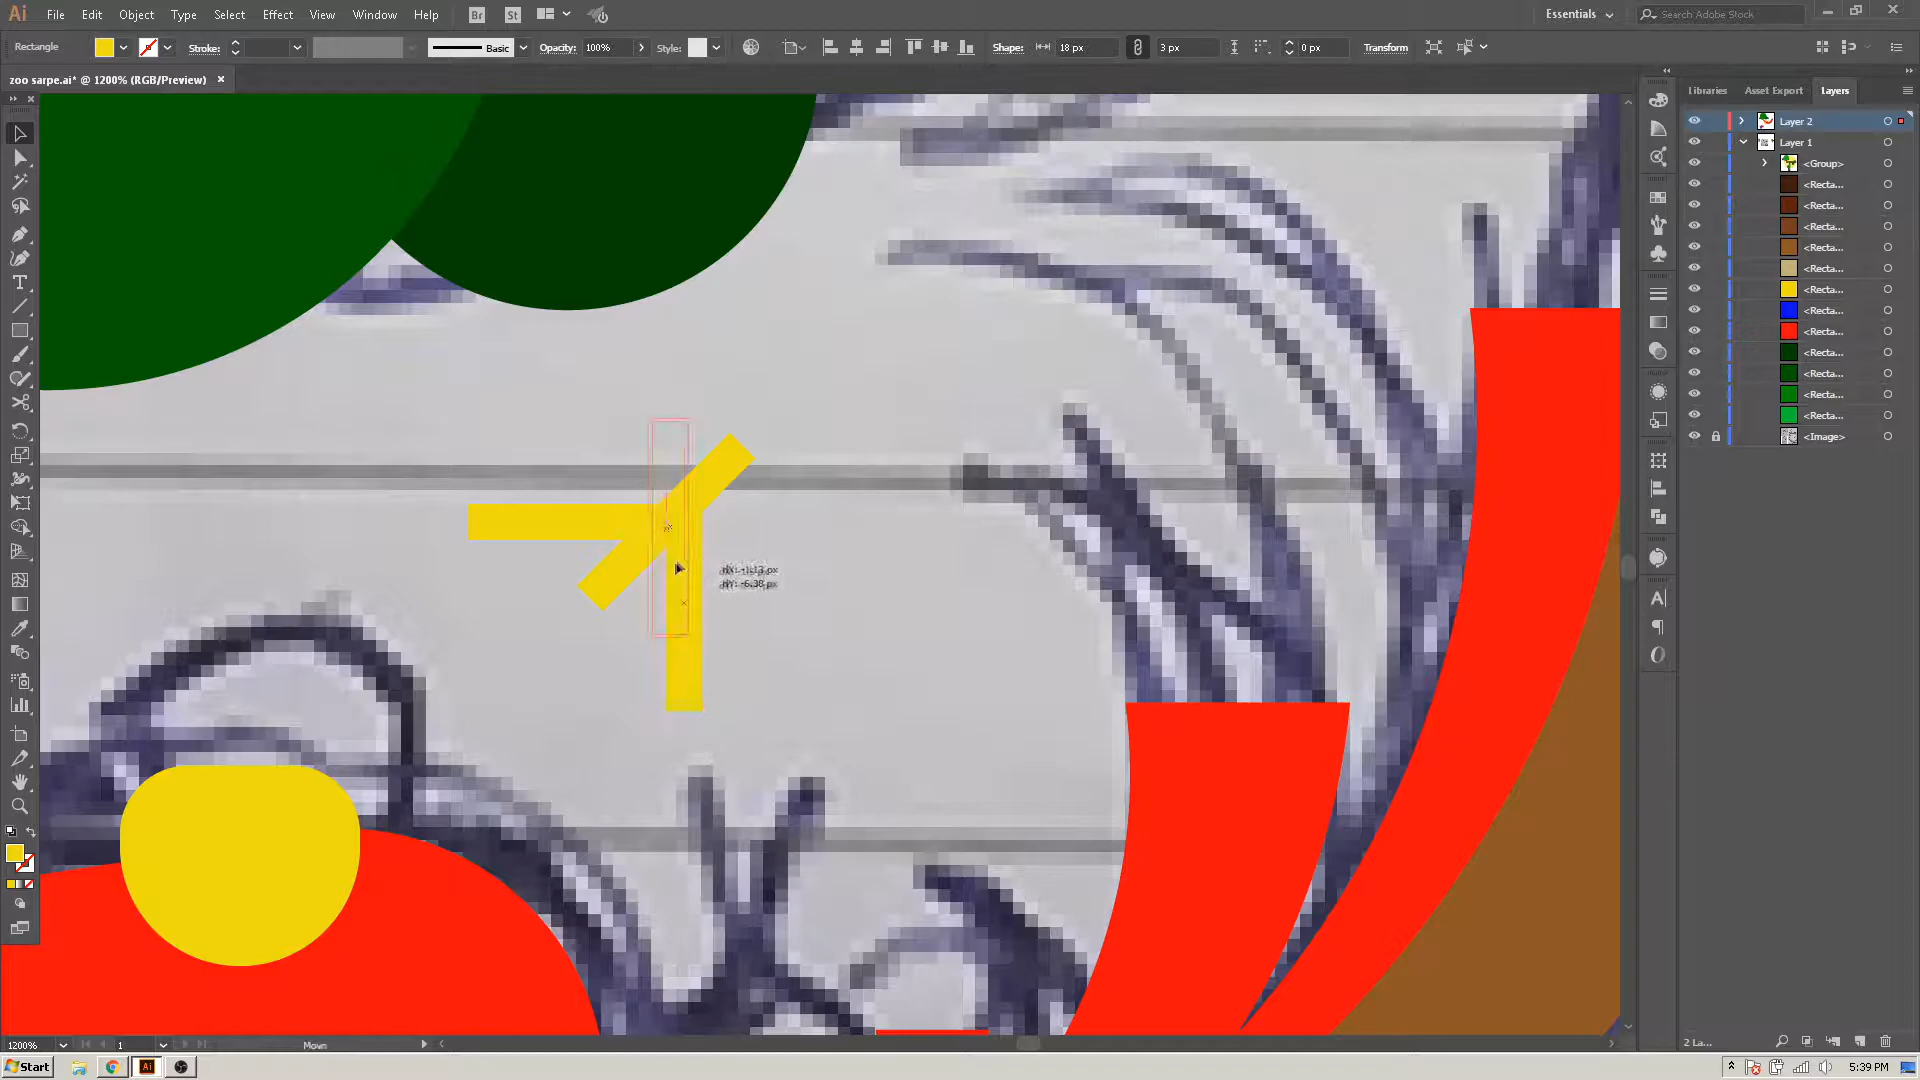 Ai File Edit Object Type Select Effect View Window Help Br St Essentials Search Adobe Stock
Rectangle Stroke: Basic Opacity: 100% Style: Shape: 18 px 3 px 0 px Transform
zoo sarpe.ai* @ 1200% (RGB/Preview)
Libraries Asset Export Layers
Layer 2
Layer 1
<Group>
<Recta...
<Recta...
<Recta...
<Recta...
<Recta...
<Recta...
<Recta...
<Recta...
<Recta...
<Recta...
<Recta...
<Recta...
<Image>
1200% 1 Move 2 La...
Start Ai 5:39 PM